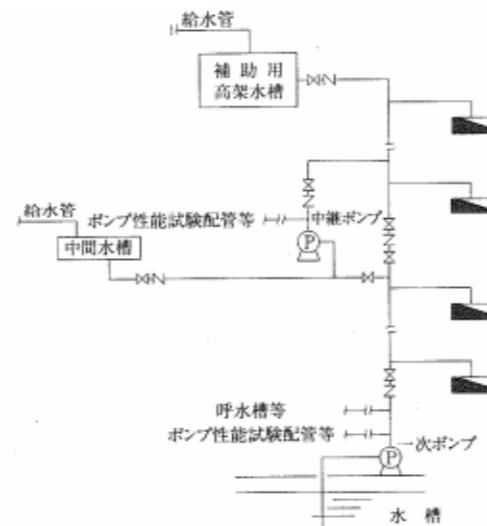 給水管
補助用
高架水槽
給水管
ポンプ性能試験配管等
中継ポンプ
P
中間水槽
呼水槽等
ポンプ性能試験配管等
次ポンプ
P
水槽